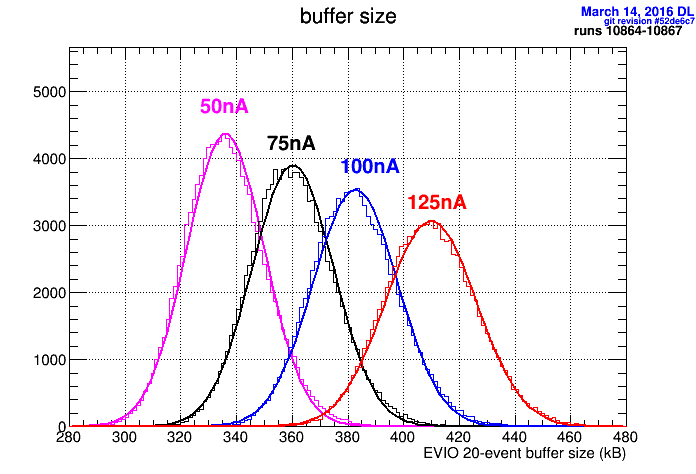 buffer size
March 14, 2016 DL
git revision #52de6c7
runs 10864-10867
50nA
75nA
100nA
125nA
5000
4000
3000
2000
1000
0
280 300 320 340 360 380 400 420 440 460 480
EVIO 20-event buffer size (kB)